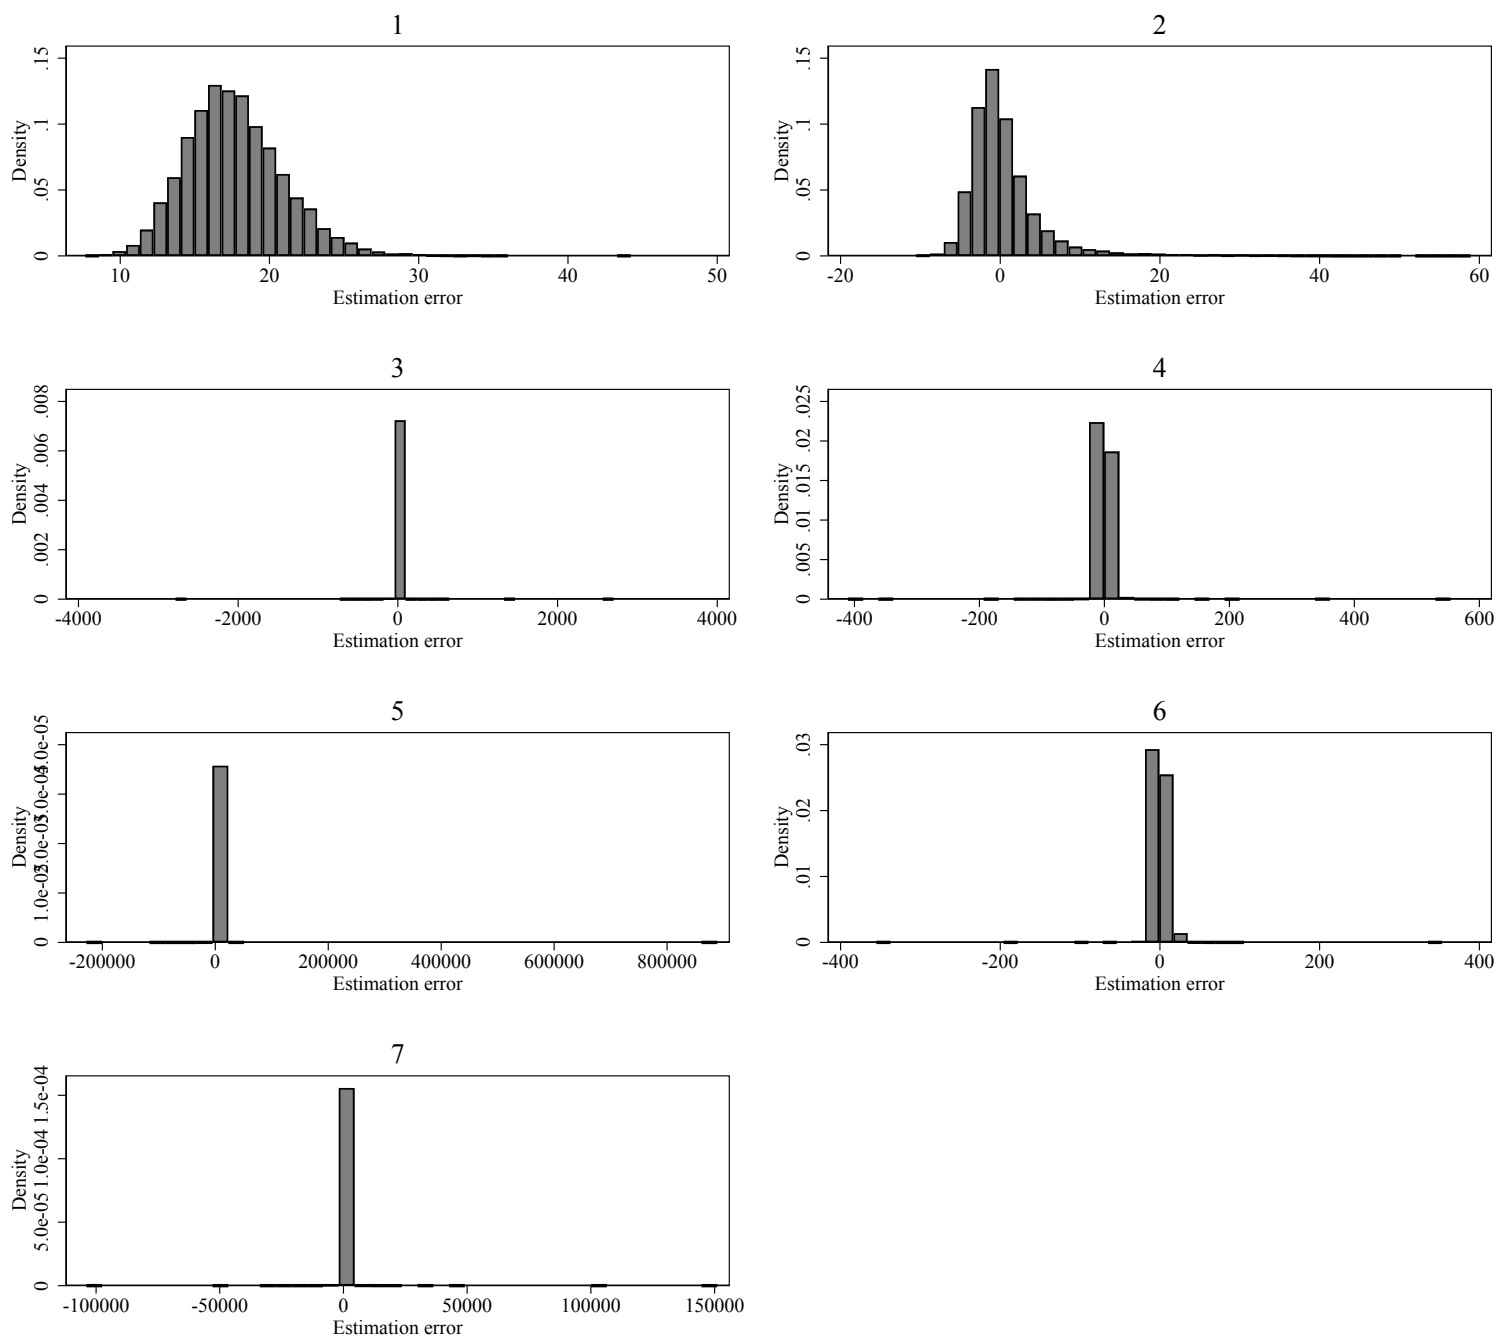 1
Density
0 .05 .1 .15
10 20 30 40 50
Estimation error
2
Density
0 .05 .1 .15
-20 0 20 40 60
Estimation error
3
Density
0 .002 .004 .006 .008
-4000 -2000 0 2000 4000
Estimation error
4
Density
0 .005 .01 .015 .02 .025
-400 -200 0 200 400 600
Estimation error
5
Density
0 1.0e-05
-200000 0 200000 400000 600000 800000
Estimation error
6
Density
0 .01 .02 .03
-400 -200 0 200 400
Estimation error
7
Density
0 5.0e-05 1.0e-04 1.5e-04
-100000 -50000 0 50000 100000 150000
Estimation error